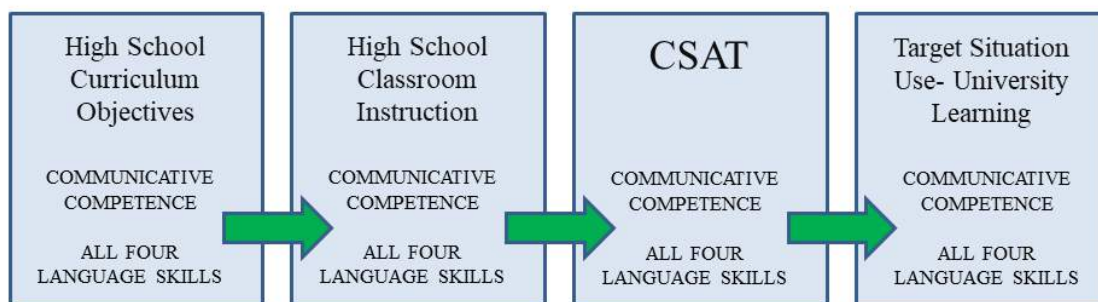 High School
Curriculum
Objectives
COMMUNICATIVE
COMPETENCE
ALL FOUR
LANGUAGE SKILLS
High School
Classroom
Instruction
COMMUNICATIVE
COMPETENCE
ALL FOUR
LANGUAGE SKILLS
CSAT
COMMUNICATIVE
COMPETENCE
ALL FOUR
LANGUAGE SKILLS
Target Situation
Use- University
Learning
COMMUNICATIVE
COMPETENCE
ALL FOUR
LANGUAGE SKILLS